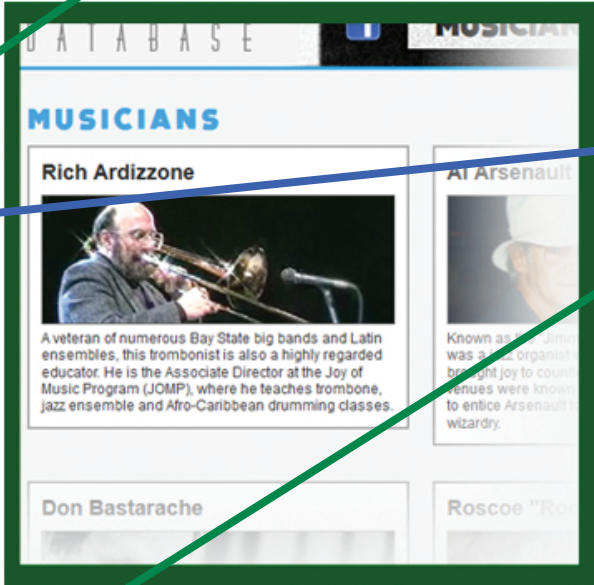 DATABASE
MUSICIAN
MUSICIANS
Rich Ardizzone
Al Arsenault
A veteran of numerous Bay State big bands and Latin
ensembles, this trombonist is also a highly regarded
educator. He is the Associate Director at the Joy of
Music Program (JOMP), where he teaches trombone,
jazz ensemble and Afro-Caribbean drumming classes.
Known as
was a jazz organist
brought joy to
venues were known
to entice Arsenault
wizardry.
Don Bastarache
Roscoe